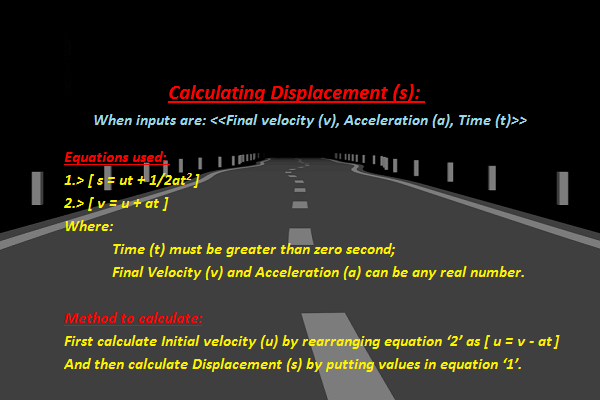 Calculating Displacement (s):
When inputs are: <<Final velocity (v), Acceleration (a), Time (t)>>
Equations used:
1.> [ s = ut + 1/2at² ]
2.> [ v = u + at ]
Where:
Time (t) must be greater than zero second;
Final Velocity (v) and Acceleration (a) can be any real number.
Method to calculate:
First calculate Initial velocity (u) by rearranging equation ‘2’ as [ u = v - at ]
And then calculate Displacement (s) by putting values in equation ‘1’.